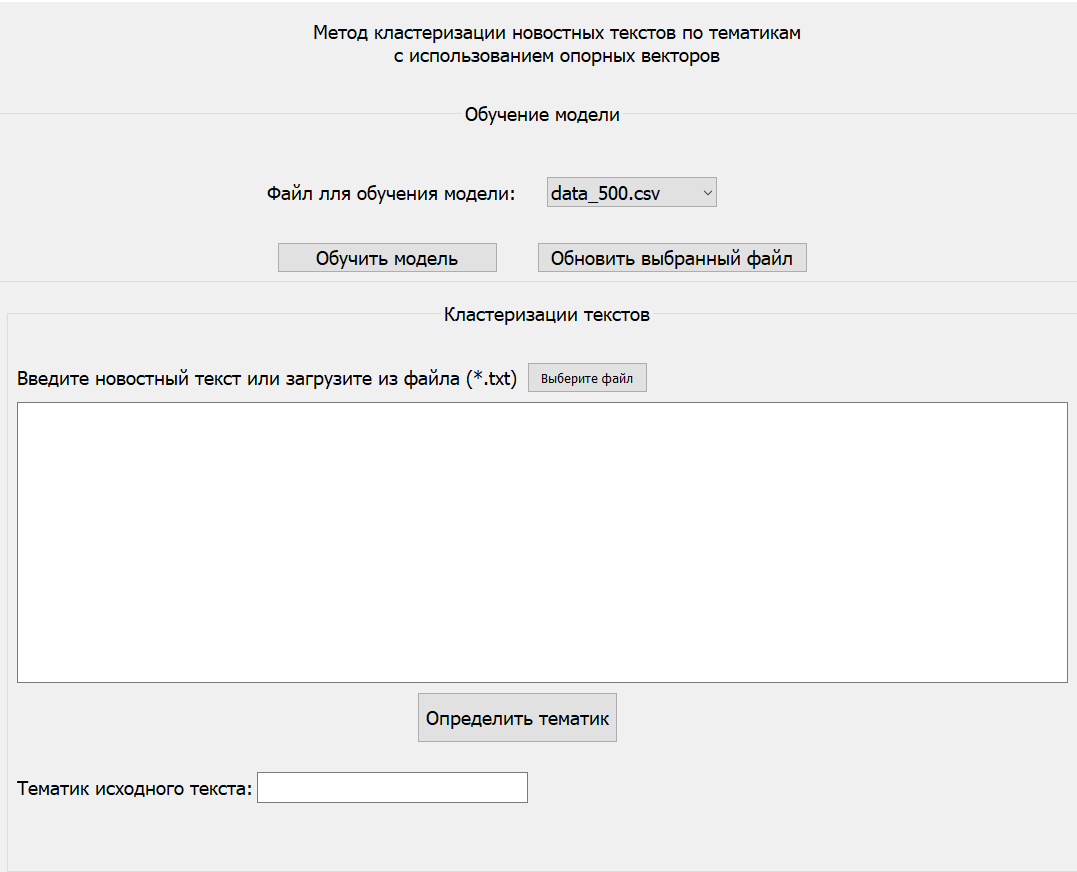 Метод кластеризации новостных текстов по тематикам
с использованием опорных векторов
Обучение модели
Файл лля обучения модели:
data_500.csv
Обучить модель
Обновить выбранный файл
Кластеризации текстов
Введите новостный текст или загрузите из файла (*.txt)
Выберите файл
Определить тематик
Тематик исходного текста: